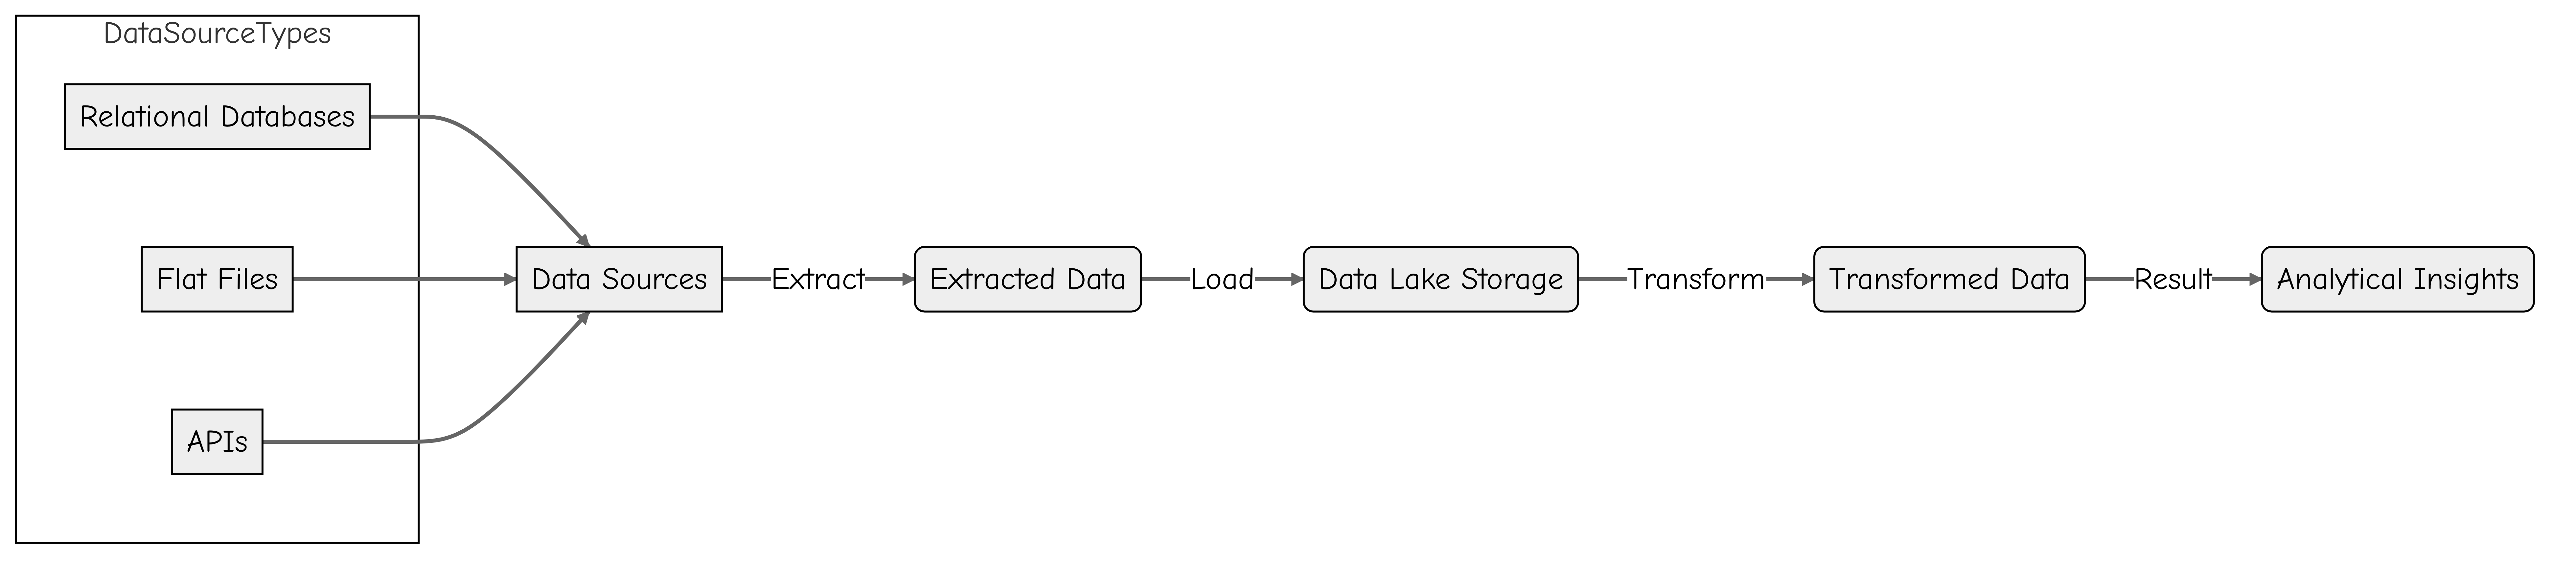 DataSourceTypes
Relational Databases
Flat Files
APIs
Data Sources
Extract
Extracted Data
Load
Data Lake Storage
Transform
Transformed Data
Result
Analytical Insights